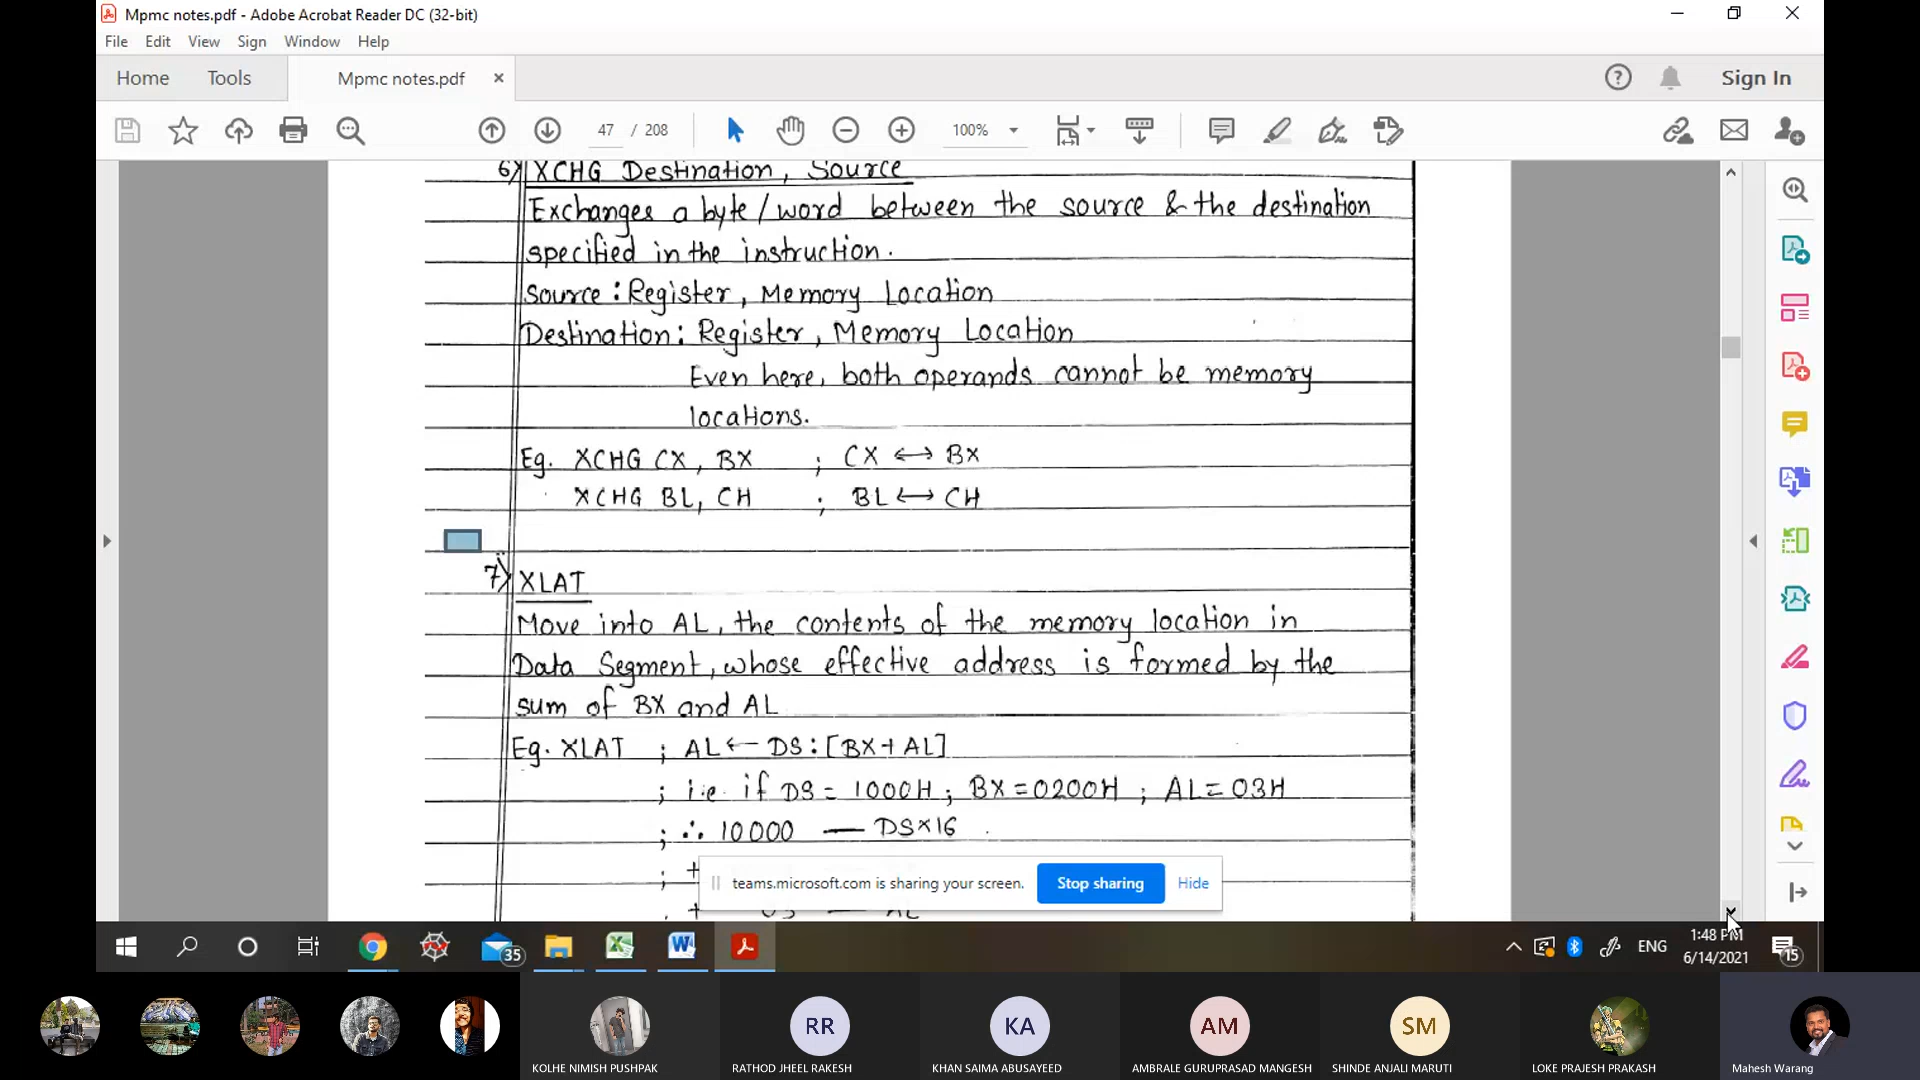 Mpmc notes.pdf - Adobe Acrobat Reader DC (32-bit)
File Edit View Sign Window Help
Home Tools Mpmc notes.pdf Sign In
47 / 208 100%
6) XCHG Destination, Source
Exchanges a byte/word between the source & the destination
specified in the instruction.
Source: Register, Memory Location
Destination: Register, Memory Location
Even here, both operands cannot be memory
locations.
Eg. XCHG CX, BX ; CX ↔ BX
XCHG BL, CH ; BL ↔ CH
7) XLAT
Move into AL, the contents of the memory location in
Data Segment, whose effective address is formed by the
sum of BX and AL
Eg. XLAT ; AL ← DS:[BX+AL]
; i.e. if DS = 1000H ; BX = 0200H ; AL = 03H
; ∴ 10000 — DS×16
; +
teams.microsoft.com is sharing your screen. Stop sharing Hide
35
ENG
1:48 PM
6/14/2021
15
RR KA AM SM
KOLHE NIMISH PUSHPAK RATHOD JHEEL RAKESH KHAN SAIMA ABUSAYEED AMBRALE GURUPRASAD MANGESH SHINDE ANJALI MARUTI LOKE PRAJESH PRAKASH Mahesh Warang